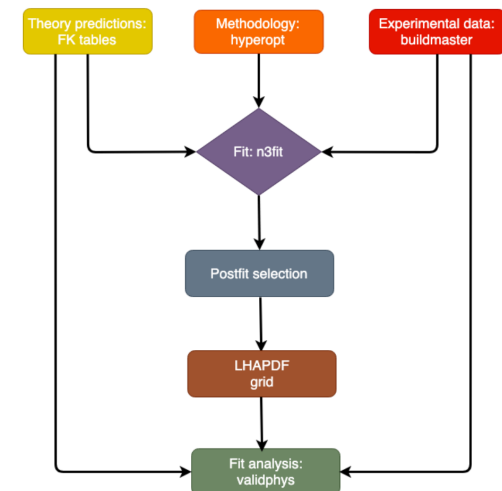 Theory predictions:
FK tables
Methodology:
hyperopt
Experimental data:
buildmaster
Fit: n3fit
Postfit selection
LHAPDF
grid
Fit analysis:
validphys